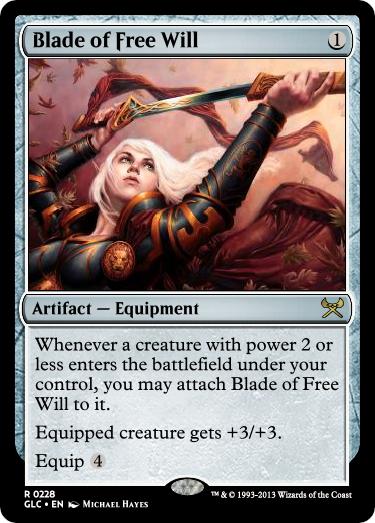 Blade of Free Will 1
Artifact — Equipment
Whenever a creature with power 2 or
less enters the battlefield under your
control, you may attach Blade of Free
Will to it.
Equipped creature gets +3/+3.
Equip 4
R 0228
GLC • EN Michael Hayes
™ & © 1993-2013 Wizards of the Coast